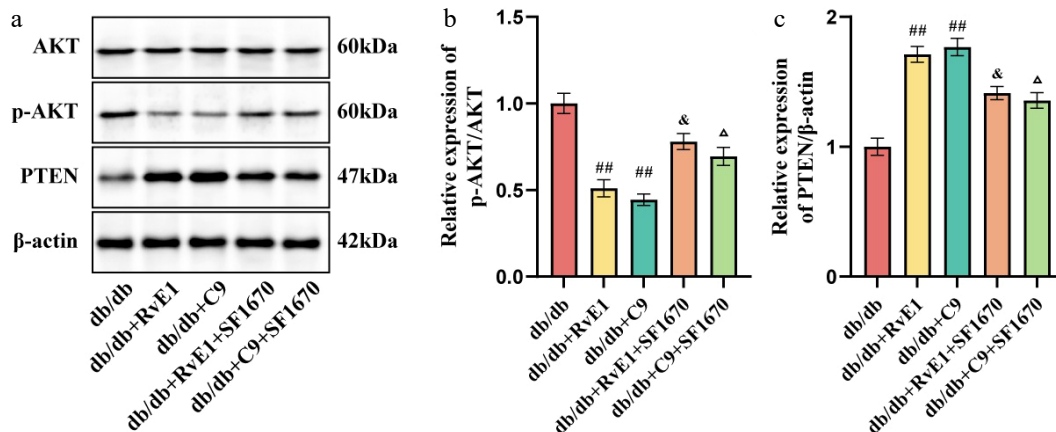 a
AKT
60kDa
p-AKT
60kDa
PTEN
47kDa
β-actin
42kDa
db/db
db/db+RvE1
db/db+C9
db/db+RvE1+SF1670
db/db+C9+SF1670
b
Relative expression of
p-AKT/AKT
1.5
1.0
0.5
0.0
##
##
&
Δ
db/db
db/db+RvE1
db/db+C9
db/db+RvE1+SF1670
db/db+C9+SF1670
c
Relative expression
of PTEN/β-actin
2
1
0
##
##
&
Δ
db/db
db/db+RvE1
db/db+C9
db/db+RvE1+SF1670
db/db+C9+SF1670